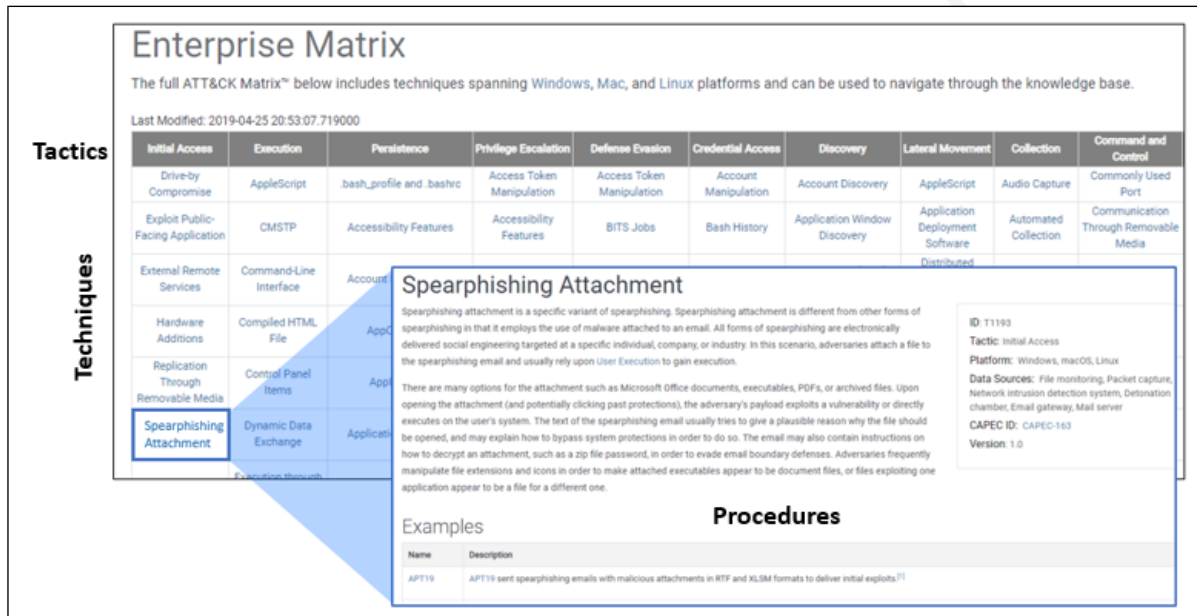 Enterprise Matrix
The full ATT&CK Matrix™ below includes techniques spanning Windows, Mac, and Linux platforms and can be used to navigate through the knowledge base.
Last Modified: 2019-04-25 20:53:07.719000
Tactics
Initial Access Execution Persistence Privilege Escalation Defense Evasion Credential Access Discovery Lateral Movement Collection Command and Control
Drive-by Compromise AppleScript .bash_profile and .bashrc Access Token Manipulation Access Token Manipulation Account Manipulation Account Discovery AppleScript Audio Capture Commonly Used Port
Exploit Public-Facing Application CMSTP Accessibility Features Accessibility Features BITS Jobs Bash History Application Window Discovery Application Deployment Software Automated Collection Communication Through Removable Media
Techniques
External Remote Services Command-Line Interface Account Distributed
Hardware Additions Compiled HTML File
Replication Through Removable Media Control Panel Items
Spearphishing Attachment Dynamic Data Exchange
Execution through
Spearphishing Attachment
Spearphishing attachment is a specific variant of spearphishing. Spearphishing attachment is different from other forms of
spearphishing in that it employs the use of malware attached to an email. All forms of spearphishing are electronically
delivered social engineering targeted at a specific individual, company, or industry. In this scenario, adversaries attach a file to
the spearphishing email and usually rely upon User Execution to gain execution.
There are many options for the attachment such as Microsoft Office documents, executables, PDFs, or archived files. Upon
opening the attachment (and potentially clicking past protections), the adversary's payload exploits a vulnerability or directly
executes on the user's system. The text of the spearphishing email usually tries to give a plausible reason why the file should
be opened, and may explain how to bypass system protections in order to do so. The email may also contain instructions on
how to decrypt an attachment, such as a zip file password, in order to evade email boundary defenses. Adversaries frequently
manipulate file extensions and icons in order to make attached executables appear to be document files, or files exploiting one
application appear to be a file for a different one.
ID: T1193
Tactic: Initial Access
Platform: Windows, macOS, Linux
Data Sources: File monitoring, Packet capture,
Network intrusion detection system, Detonation
chamber, Email gateway, Mail server
CAPEC ID: CAPEC-163
Version: 1.0
Procedures
Examples
Name Description
APT19 APT19 sent spearphishing emails with malicious attachments in RTF and XLSM formats to deliver initial exploits.[1]